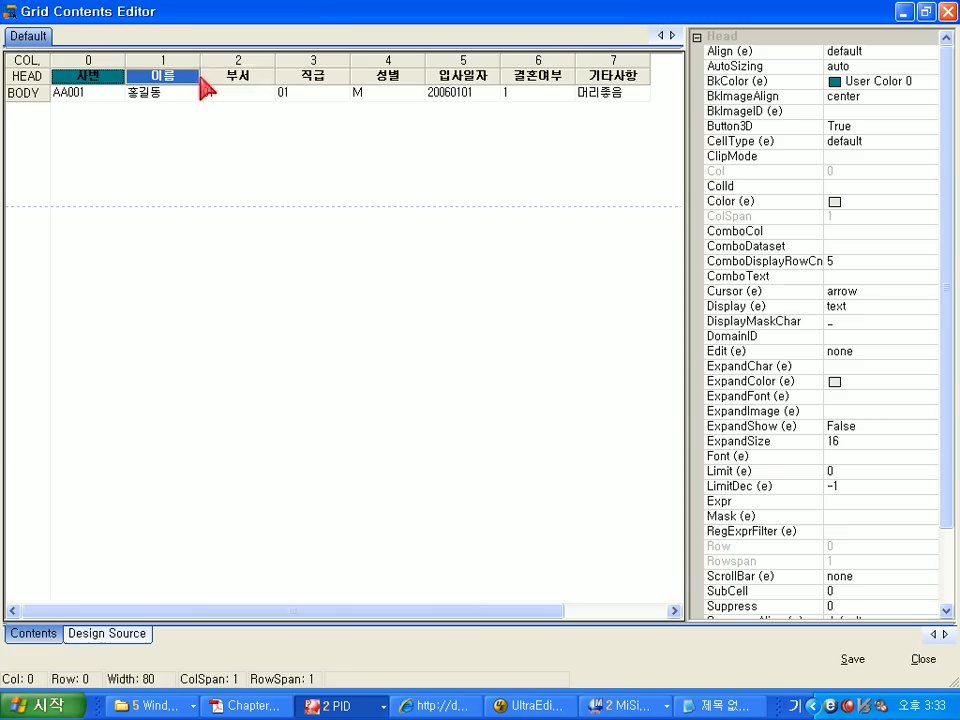 Grid Contents Editor
Default
COL, 0 1 2 3 4 5 6 7
HEAD 사번 이름 부서 직급 성별 입사일자 결혼여부 기타사항
BODY AA001 홍길동 01 M 20060101 1 머리좋음
Head
Align (e) default
AutoSizing auto
BkColor (e) User Color 0
BkImageAlign center
BkImageID (e)
Button3D True
CellType (e) default
ClipMode
Col 0
ColId
Color (e)
ColSpan 1
ComboCol
ComboDataset
ComboDisplayRowCn 5
ComboText
Cursor (e) arrow
Display (e) text
DisplayMaskChar _
DomainID
Edit (e) none
ExpandChar (e)
ExpandColor (e)
ExpandFont (e)
ExpandImage (e)
ExpandShow (e) False
ExpandSize 16
Font (e)
Limit (e) 0
LimitDec (e) -1
Expr
Mask (e)
RegExprFilter (e)
Row 0
Rowspan 1
ScrollBar (e) none
SubCell 0
Suppress 0
Contents Design Source
Save Close
Col: 0 Row: 0 Width: 80 ColSpan: 1 RowSpan: 1
시작 5 Wind... Chapter... 2 PID http://d... UltraEdi... 2 MiSi... 제목 없... 오후 3:33